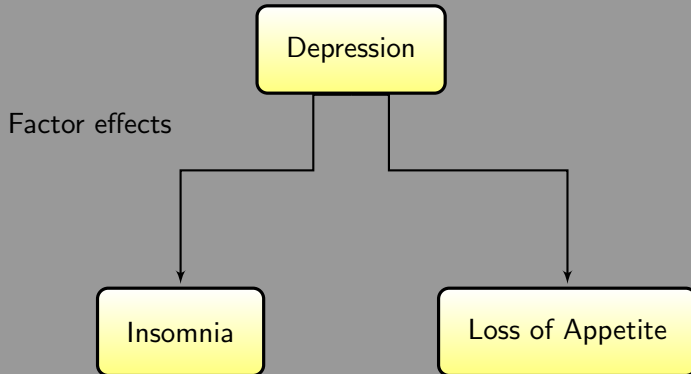 Depression
Factor effects
Insomnia
Loss of Appetite